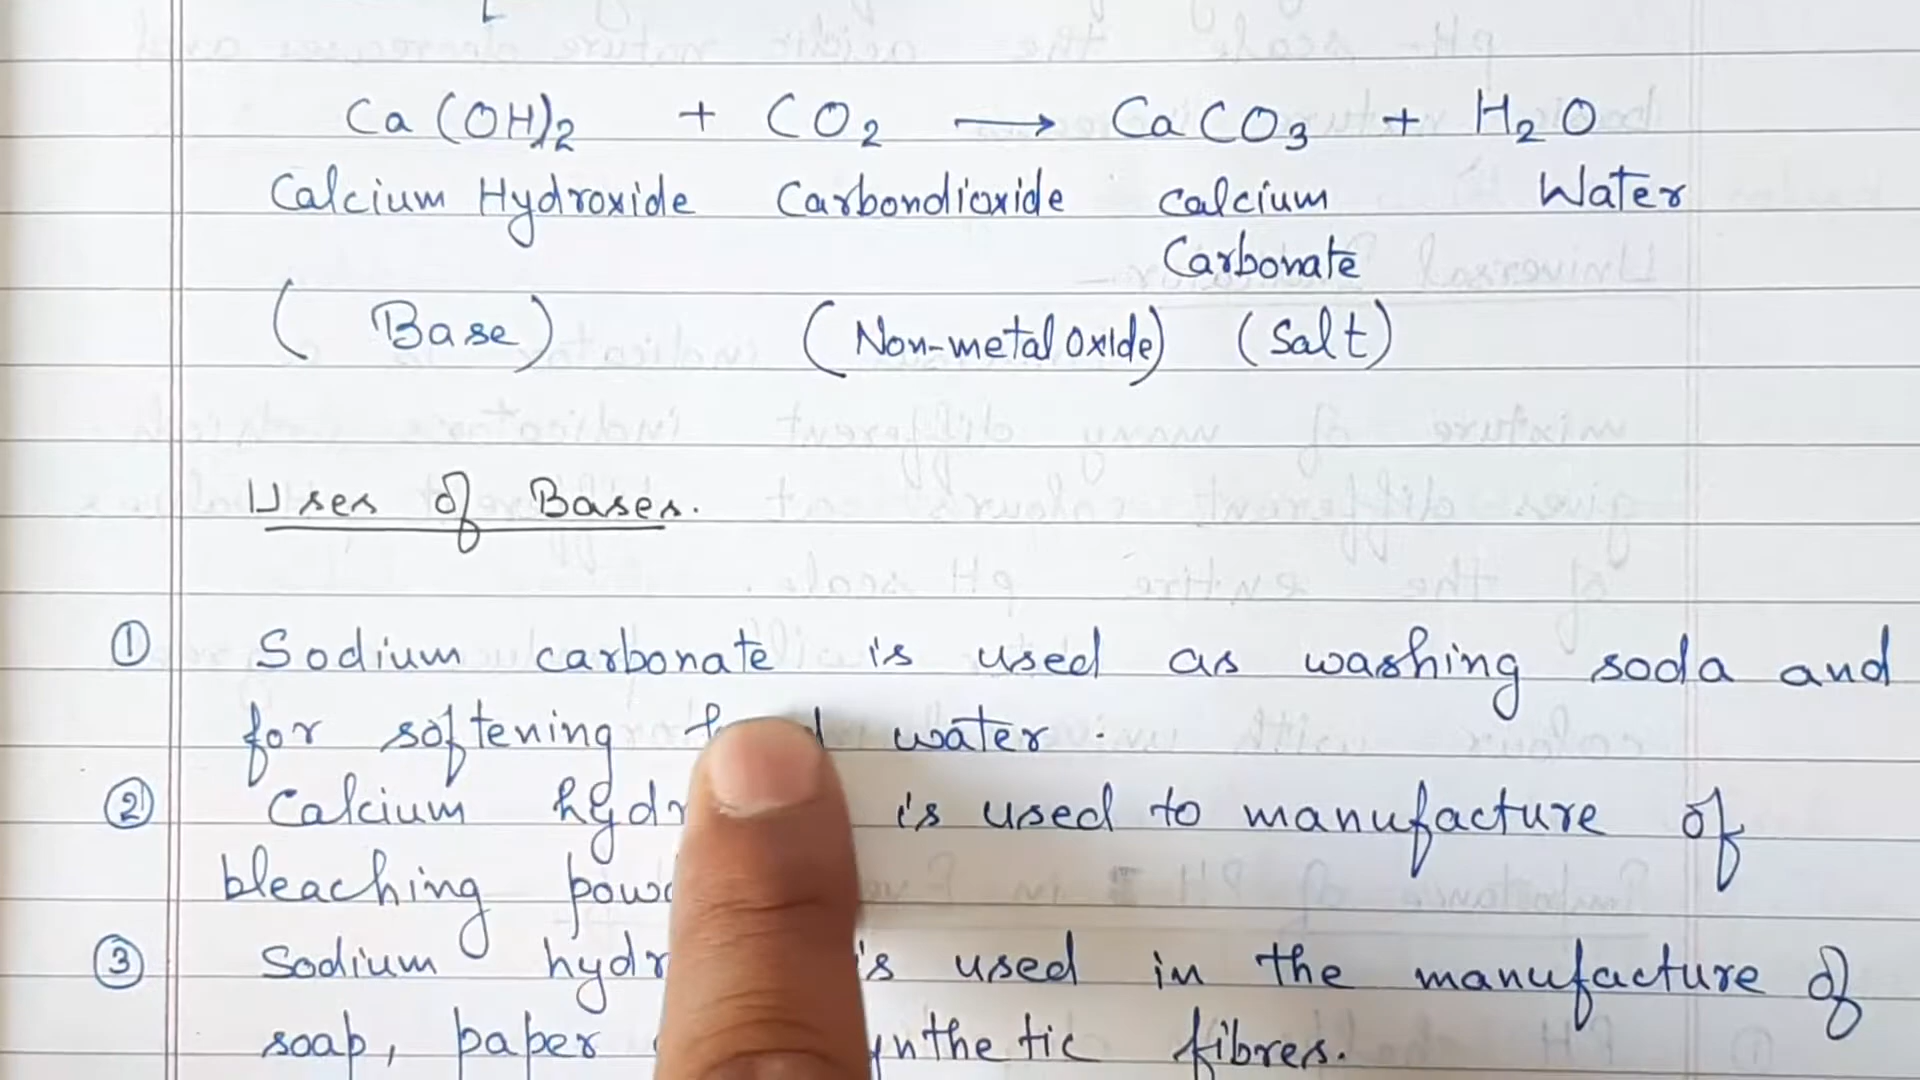 Ca (OH)2 + CO2 → CaCO3 + H2O
Calcium Hydroxide Carbondioxide Calcium Water
Carbonate
(Base) (Non-metal Oxide) (Salt)
Uses of Bases.
① Sodium carbonate is used as washing soda and
for softening water.
② Calcium is used to manufacture of
bleaching
③ Sodium is used in the manufacture of
soap, paper fibres.